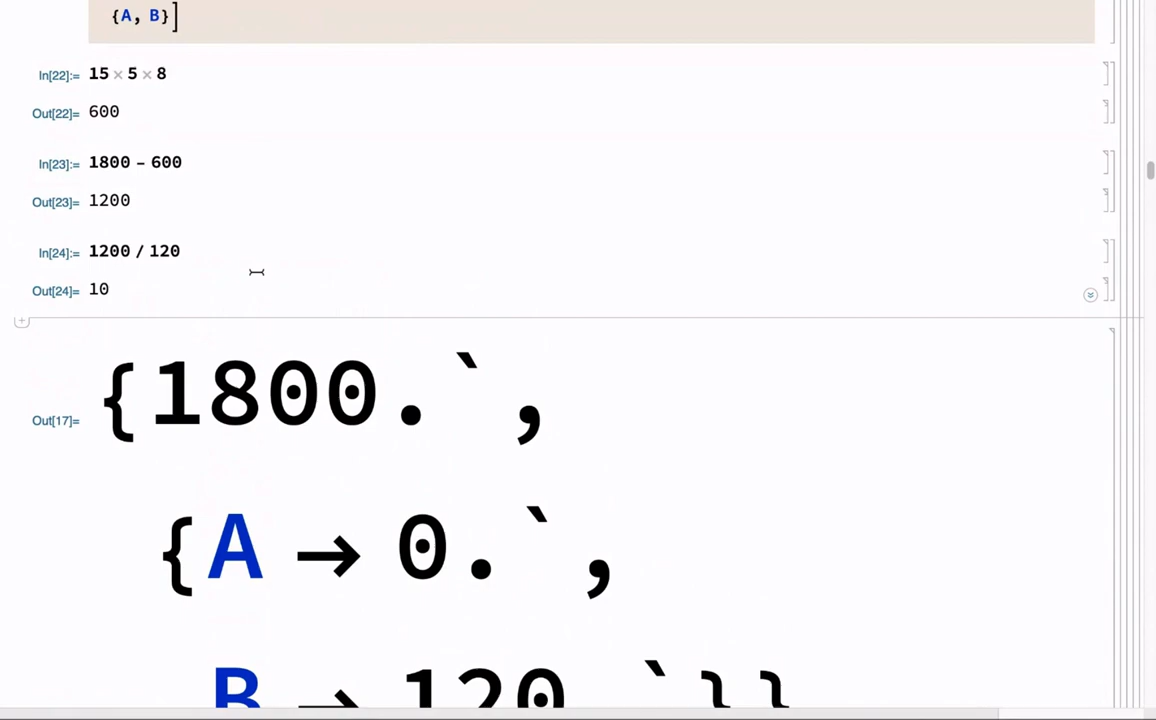 {A, B}]
In[22]:= 15 × 5 × 8
Out[22]= 600
In[23]:= 1800 – 600
Out[23]= 1200
In[24]:= 1200 / 120
Out[24]= 10
Out[17]= {1800.`,
{A → 0.`,
B → 120.`}}